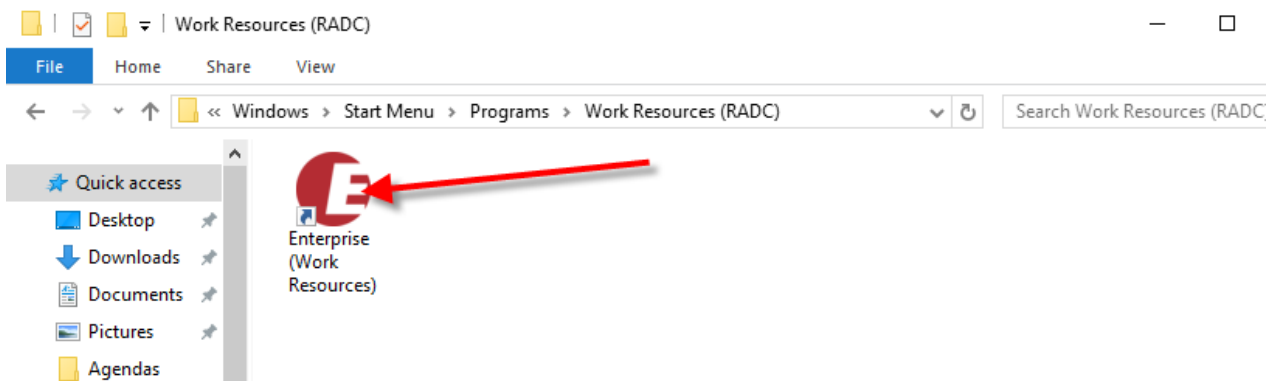 Work Resources (RADC)
File Home Share View
« Windows > Start Menu > Programs > Work Resources (RADC) Search Work Resources (RADC)
Quick access
Desktop
Downloads
Documents
Pictures
Agendas
Enterprise
(Work
Resources)